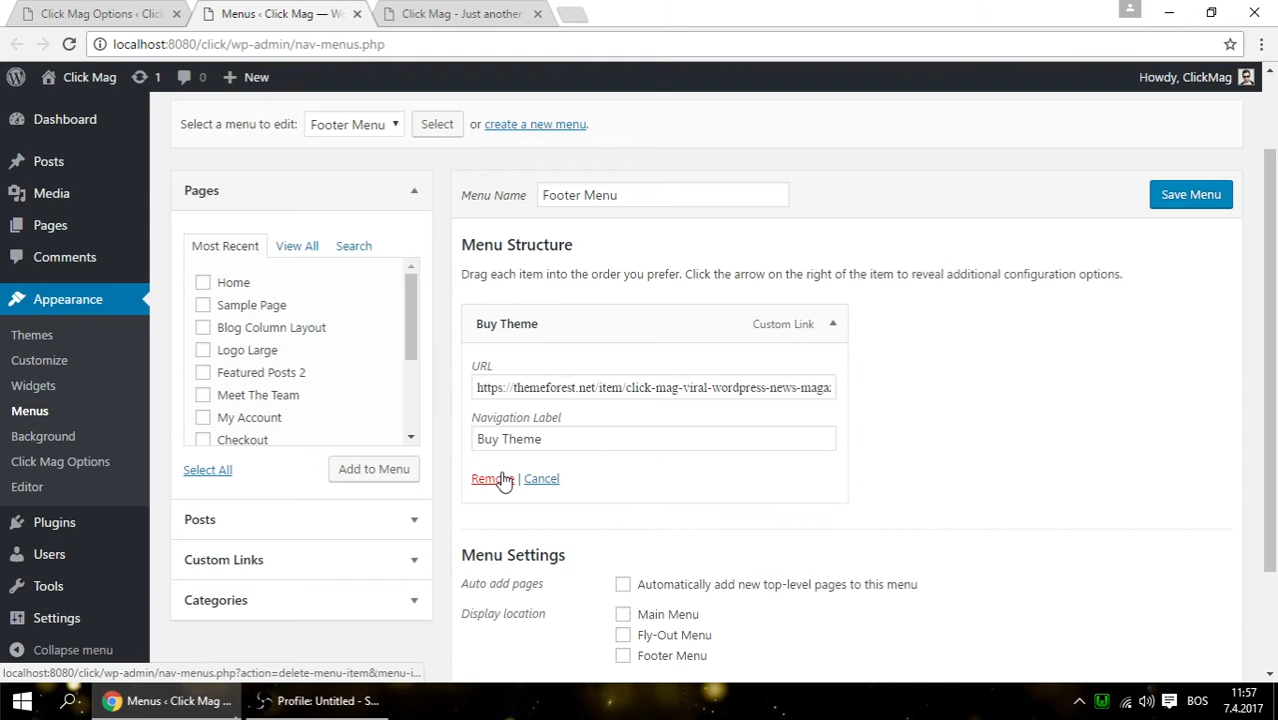 Click Mag Options ‹ Click
Menus ‹ Click Mag — Wo
Click Mag - Just another
localhost:8080/click/wp-admin/nav-menus.php
Click Mag
1
0
New
Howdy, ClickMag
Dashboard
Posts
Media
Pages
Comments
Appearance
Themes
Customize
Widgets
Menus
Background
Click Mag Options
Editor
Plugins
Users
Tools
Settings
Collapse menu
Select a menu to edit: Footer Menu Select or create a new menu.
Pages
Most Recent View All Search
Home
Sample Page
Blog Column Layout
Logo Large
Featured Posts 2
Meet The Team
My Account
Checkout
Select All Add to Menu
Posts
Custom Links
Categories
Menu Name Footer Menu Save Menu
Menu Structure
Drag each item into the order you prefer. Click the arrow on the right of the item to reveal additional configuration options.
Buy Theme Custom Link
URL
https://themeforest.net/item/click-mag-viral-wordpress-news-maga
Navigation Label
Buy Theme
Remove | Cancel
Menu Settings
Auto add pages Automatically add new top-level pages to this menu
Display location Main Menu
Fly-Out Menu
Footer Menu
localhost:8080/click/wp-admin/nav-menus.php?action=delete-menu-item&menu-i...
Menus ‹ Click Mag ...
Profile: Untitled - S...
BOS
11:57
7.4.2017